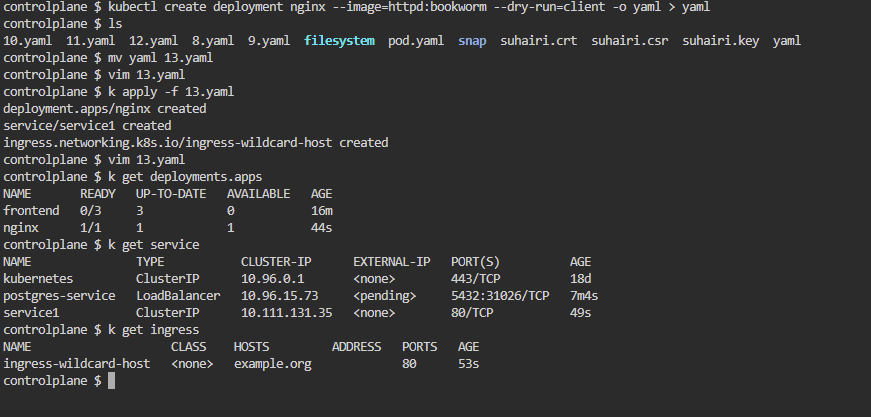 controlplane $ kubectl create deployment nginx --image=httpd:bookworm --dry-run=client -o yaml > yaml
controlplane $ ls
10.yaml  11.yaml  12.yaml  8.yaml  9.yaml  filesystem  pod.yaml  snap  suhairi.crt  suhairi.csr  suhairi.key  yaml
controlplane $ mv yaml 13.yaml
controlplane $ vim 13.yaml
controlplane $ k apply -f 13.yaml
deployment.apps/nginx created
service/service1 created
ingress.networking.k8s.io/ingress-wildcard-host created
controlplane $ vim 13.yaml
controlplane $ k get deployments.apps
NAME       READY   UP-TO-DATE   AVAILABLE   AGE
frontend   0/3     3            0           16m
nginx      1/1     1            1           44s
controlplane $ k get service
NAME               TYPE           CLUSTER-IP      EXTERNAL-IP   PORT(S)          AGE
kubernetes         ClusterIP      10.96.0.1       <none>        443/TCP          18d
postgres-service   LoadBalancer   10.96.15.73     <pending>     5432:31026/TCP   7m4s
service1           ClusterIP      10.111.131.35   <none>        80/TCP           49s
controlplane $ k get ingress
NAME                    CLASS    HOSTS         ADDRESS   PORTS   AGE
ingress-wildcard-host   <none>   example.org             80      53s
controlplane $